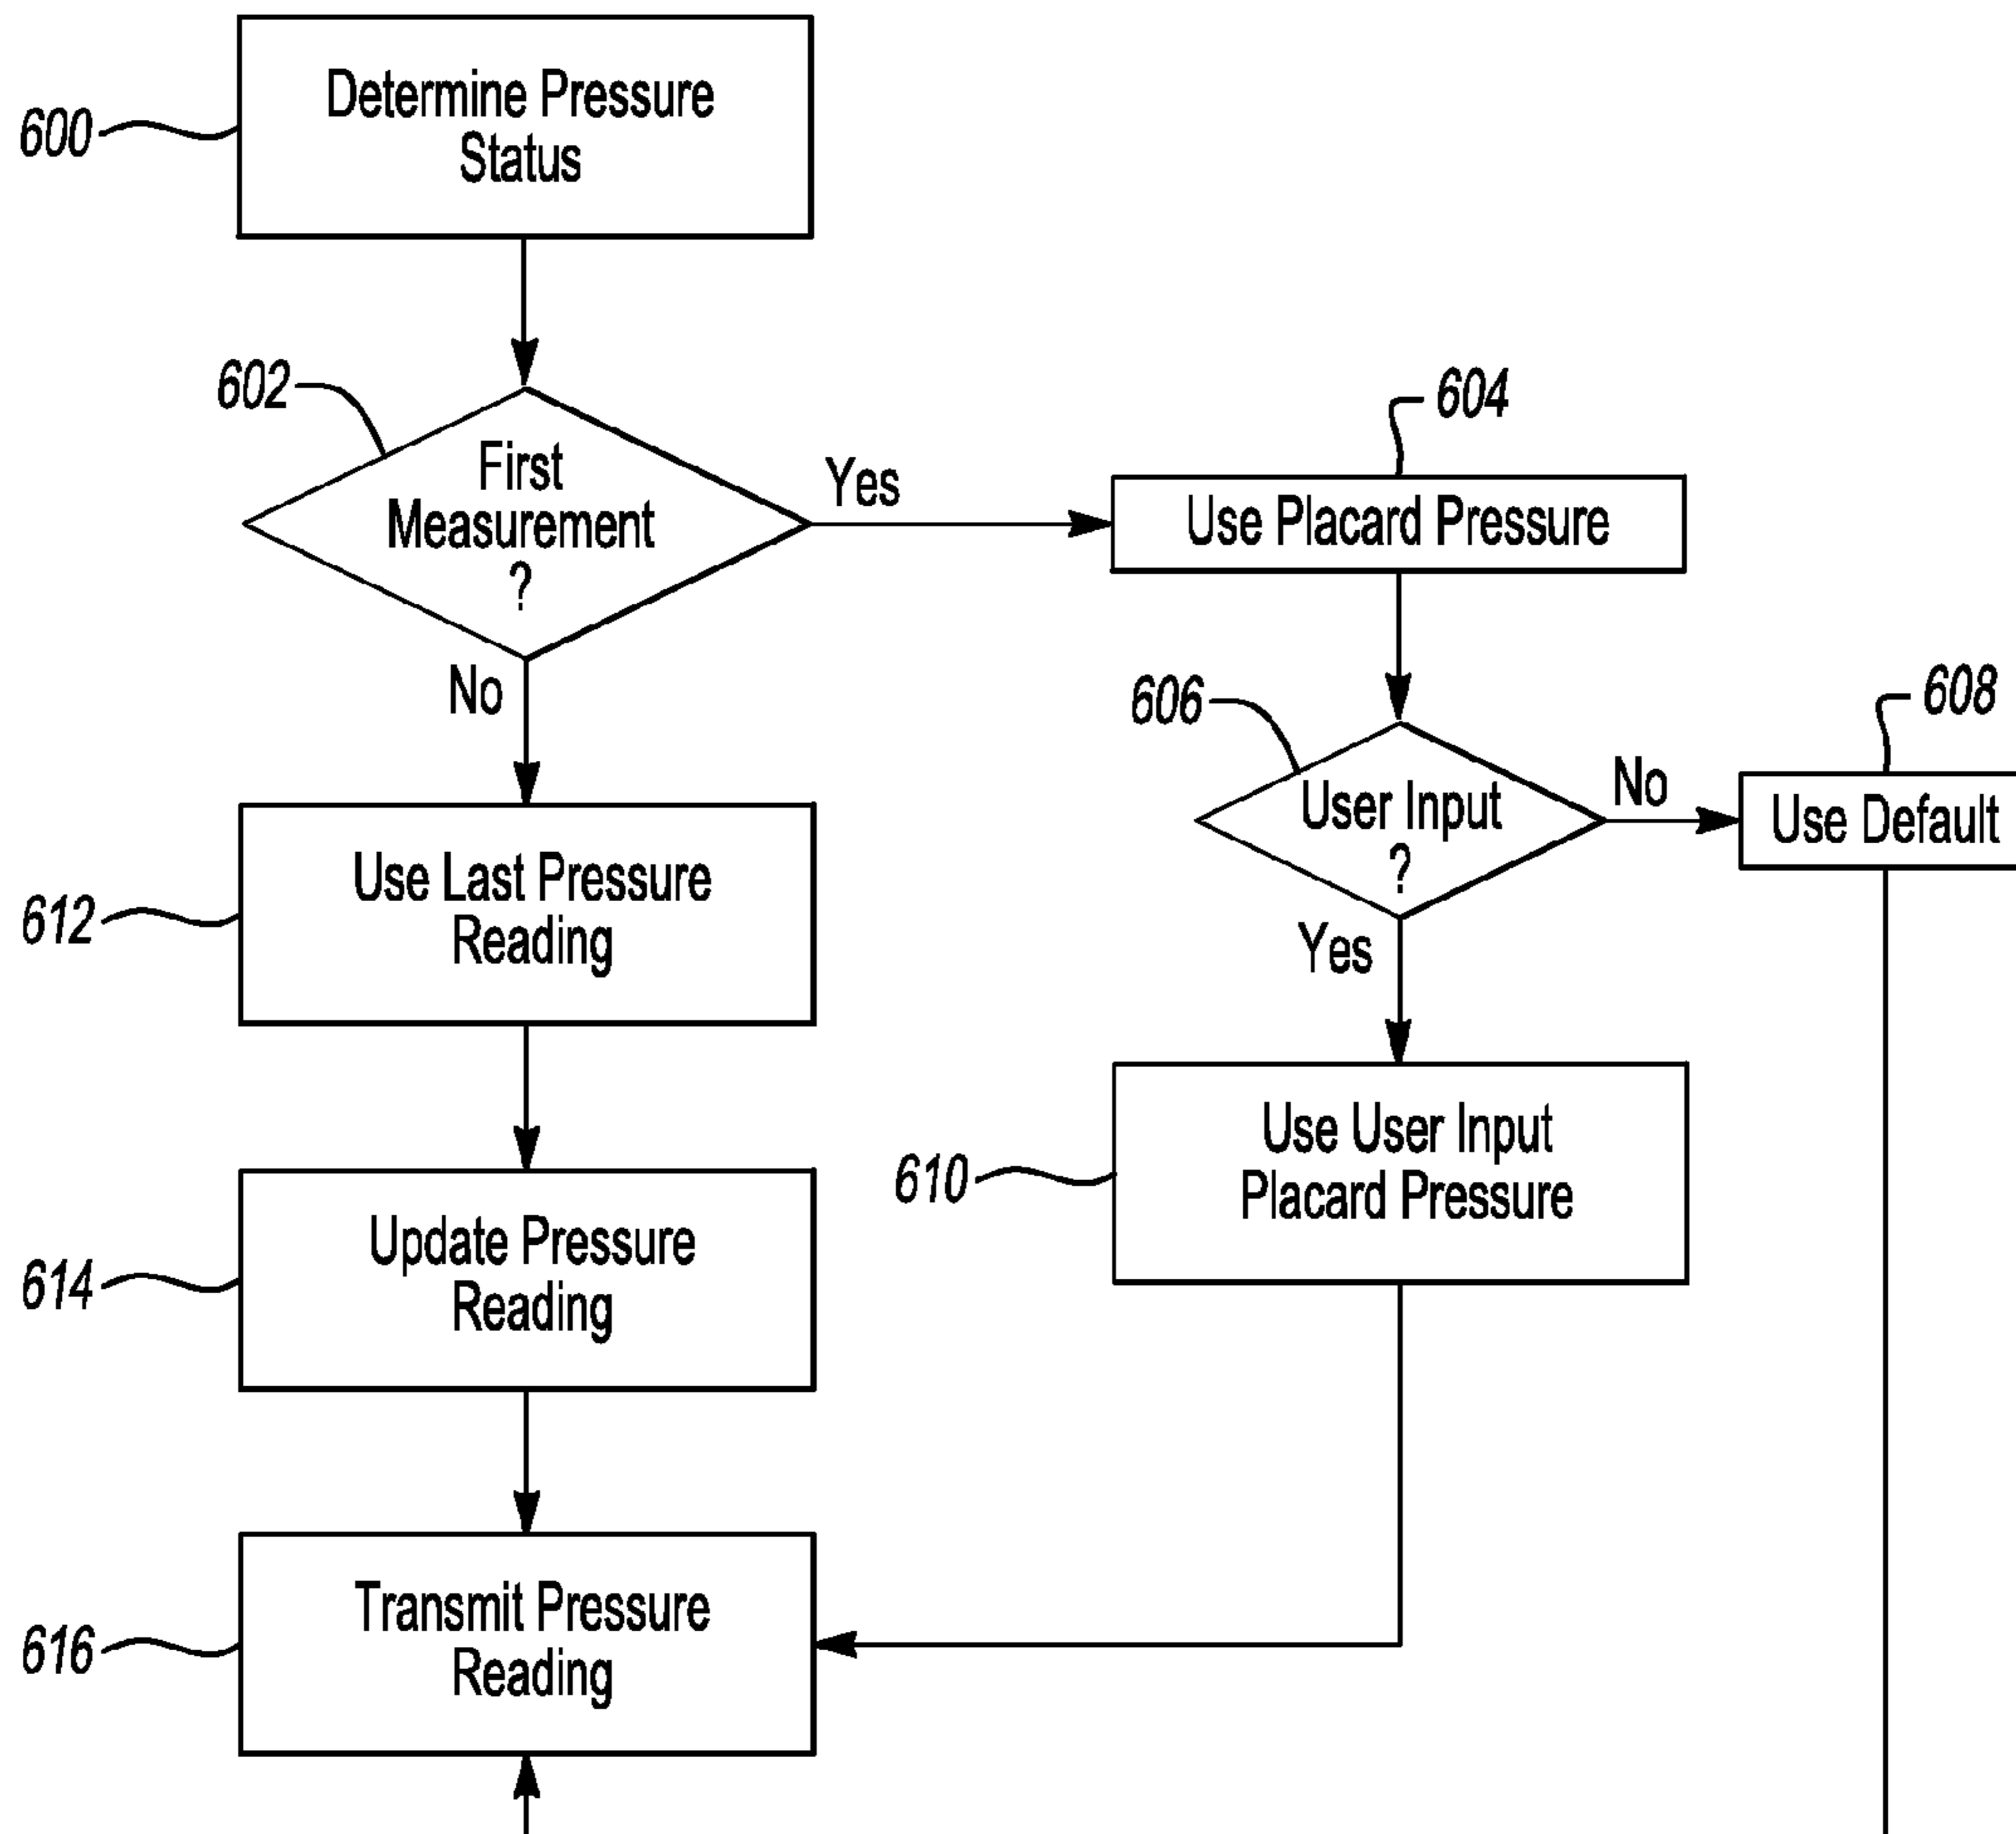 600
Determine Pressure
Status
602
First
Measurement
?
Yes
No
604
Use Placard Pressure
606
User Input
?
No
Yes
608
Use Default
612
Use Last Pressure
Reading
610
Use User Input
Placard Pressure
614
Update Pressure
Reading
616
Transmit Pressure
Reading